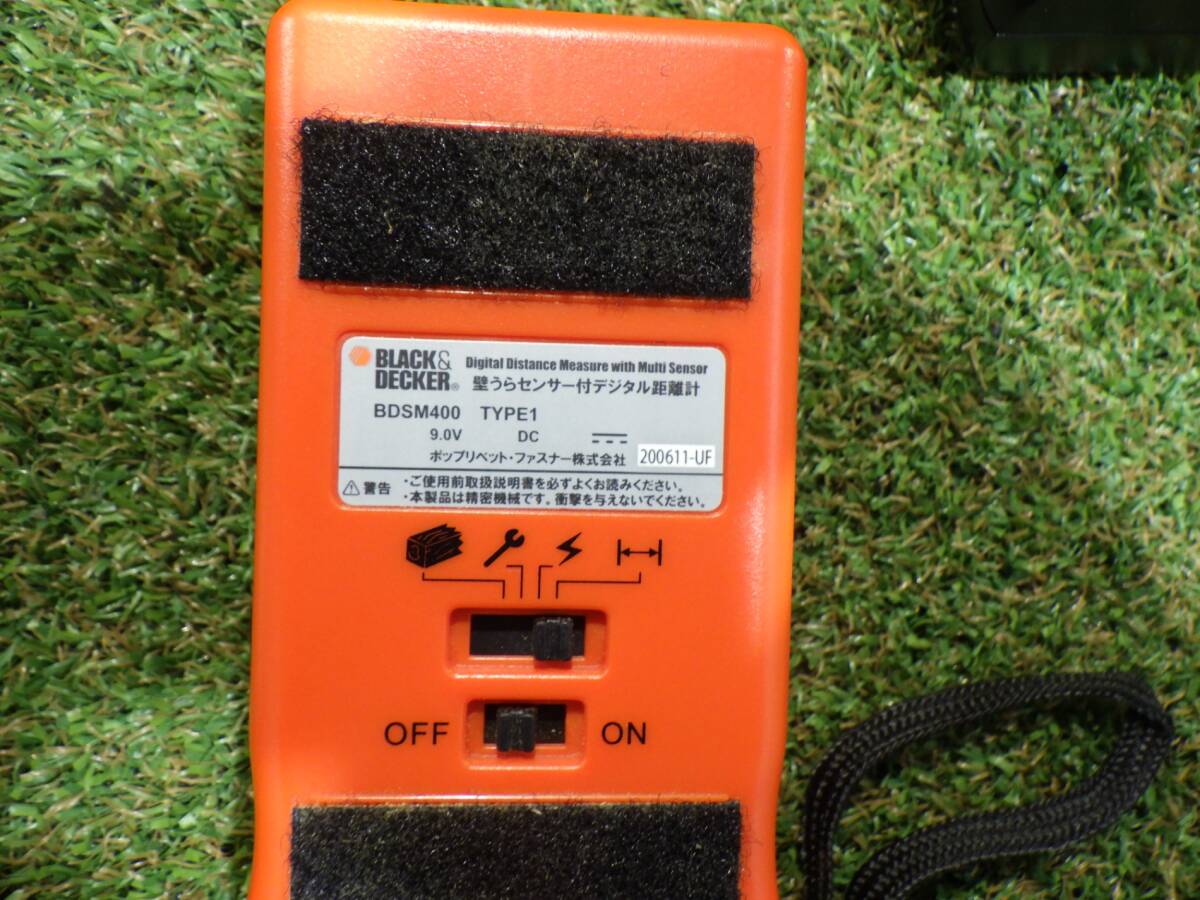 BLACK& DECKER® Digital Distance Measure with Multi Sensor
壁うらセンサー付デジタル距離計
BDSM400 TYPE1
9.0V DC
ポップリベット・ファスナー株式会社 200611-UF
警告
・ご使用前取扱説明書を必ずよくお読みください。
・本製品は精密機械です。衝撃を与えないでください。
OFF ON